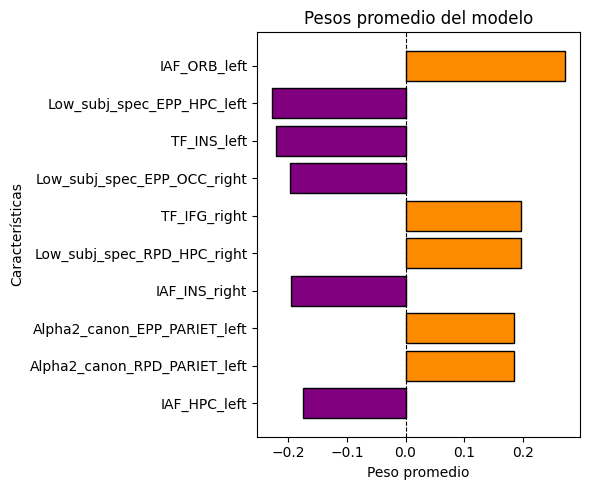 Pesos promedio del modelo
Características
IAF_ORB_left
Low_subj_spec_EPP_HPC_left
TF_INS_left
Low_subj_spec_EPP_OCC_right
TF_IFG_right
Low_subj_spec_RPD_HPC_right
IAF_INS_right
Alpha2_canon_EPP_PARIET_left
Alpha2_canon_RPD_PARIET_left
IAF_HPC_left
−0.2 −0.1 0.0 0.1 0.2
Peso promedio